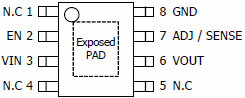 N.C 1
EN 2
VIN 3
N.C 4
Exposed
PAD
8 GND
7 ADJ / SENSE
6 VOUT
5 N.C